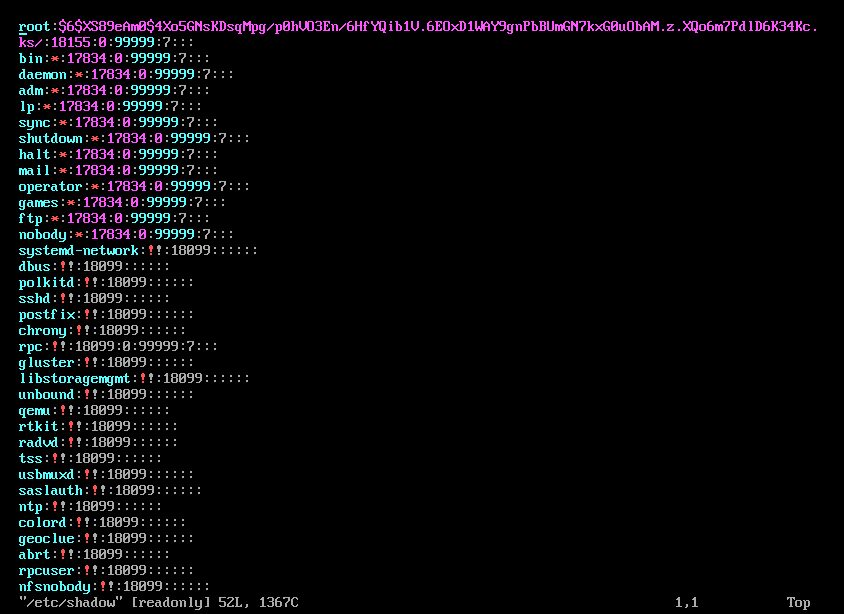 root:$6$XS89eAm0$4Xo5GNsKDsqMpg/p0hVO3En/6HfYQib1V.6EOxD1WAY9gnPbBUmGN7kxG0uObAM.z.XQo6m7PdlD6K34Kc.
ks/:18155:0:99999:7:::
bin:*:17834:0:99999:7:::
daemon:*:17834:0:99999:7:::
adm:*:17834:0:99999:7:::
lp:*:17834:0:99999:7:::
sync:*:17834:0:99999:7:::
shutdown:*:17834:0:99999:7:::
halt:*:17834:0:99999:7:::
mail:*:17834:0:99999:7:::
operator:*:17834:0:99999:7:::
games:*:17834:0:99999:7:::
ftp:*:17834:0:99999:7:::
nobody:*:17834:0:99999:7:::
systemd-network:!!:18099::::::
dbus:!!:18099::::::
polkitd:!!:18099::::::
sshd:!!:18099::::::
postfix:!!:18099::::::
chrony:!!:18099::::::
rpc:!!:18099:0:99999:7:::
gluster:!!:18099::::::
libstoragemgmt:!!:18099::::::
unbound:!!:18099::::::
qemu:!!:18099::::::
rtkit:!!:18099::::::
radvd:!!:18099::::::
tss:!!:18099::::::
usbmuxd:!!:18099::::::
saslauth:!!:18099::::::
ntp:!!:18099::::::
colord:!!:18099::::::
geoclue:!!:18099::::::
abrt:!!:18099::::::
rpcuser:!!:18099::::::
nfsnobody:!!:18099::::::
"/etc/shadow" [readonly] 52L, 1367C 1,1 Top